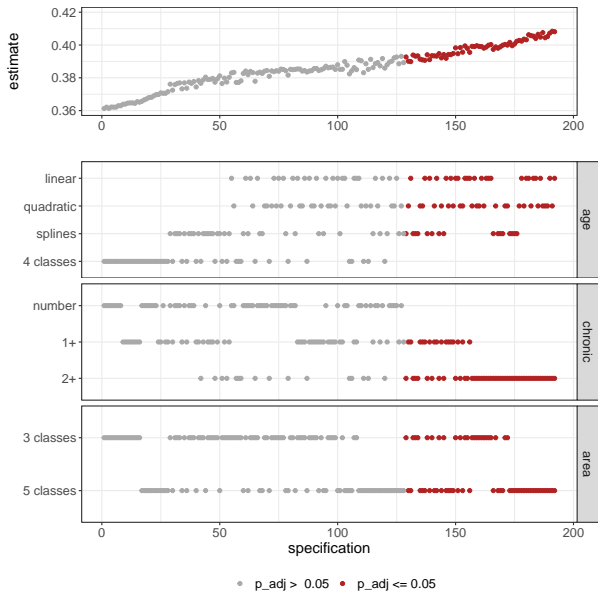 0.42
0.40
0.38
0.36
estimate
0 50 100 150 200
linear
quadratic
splines
4 classes
age
number
1+
2+
chronic
3 classes
5 classes
area
0 50 100 150 200
specification
p_adj > 0.05 p_adj <= 0.05